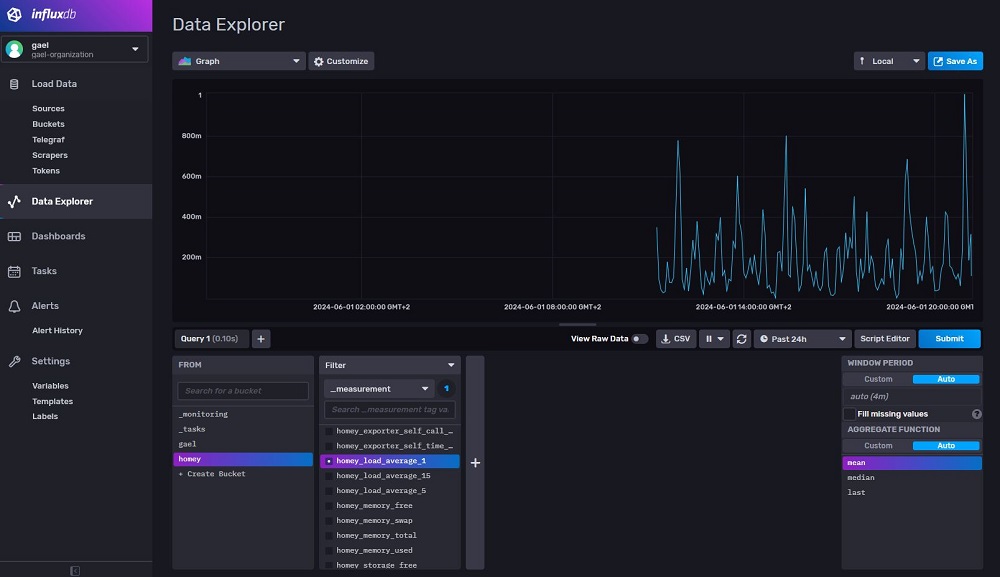 influxdb
gael
gael-organization
Load Data
Sources
Buckets
Telegraf
Scrapers
Tokens
Data Explorer
Dashboards
Tasks
Alerts
Alert History
Settings
Variables
Templates
Labels
Data Explorer
Graph
Customize
Local
Save As
1
800m
600m
400m
200m
2024-06-01 02:00:00 GMT+2
2024-06-01 08:00:00 GMT+2
2024-06-01 14:00:00 GMT+2
2024-06-01 20:00:00 GMT
Query 1 (0.10s)
+
View Raw Data
CSV
Past 24h
Script Editor
Submit
FROM
Search for a bucket
_monitoring
_tasks
gael
homey
+ Create Bucket
Filter
_measurement
1
Search _measurement tag va
homey_exporter_self_call_…
homey_exporter_self_time_…
homey_load_average_1
homey_load_average_15
homey_load_average_5
homey_memory_free
homey_memory_swap
homey_memory_total
homey_memory_used
homey_storage_free
+
WINDOW PERIOD
Custom
Auto
auto (4m)
Fill missing values
?
AGGREGATE FUNCTION
Custom
Auto
mean
median
last